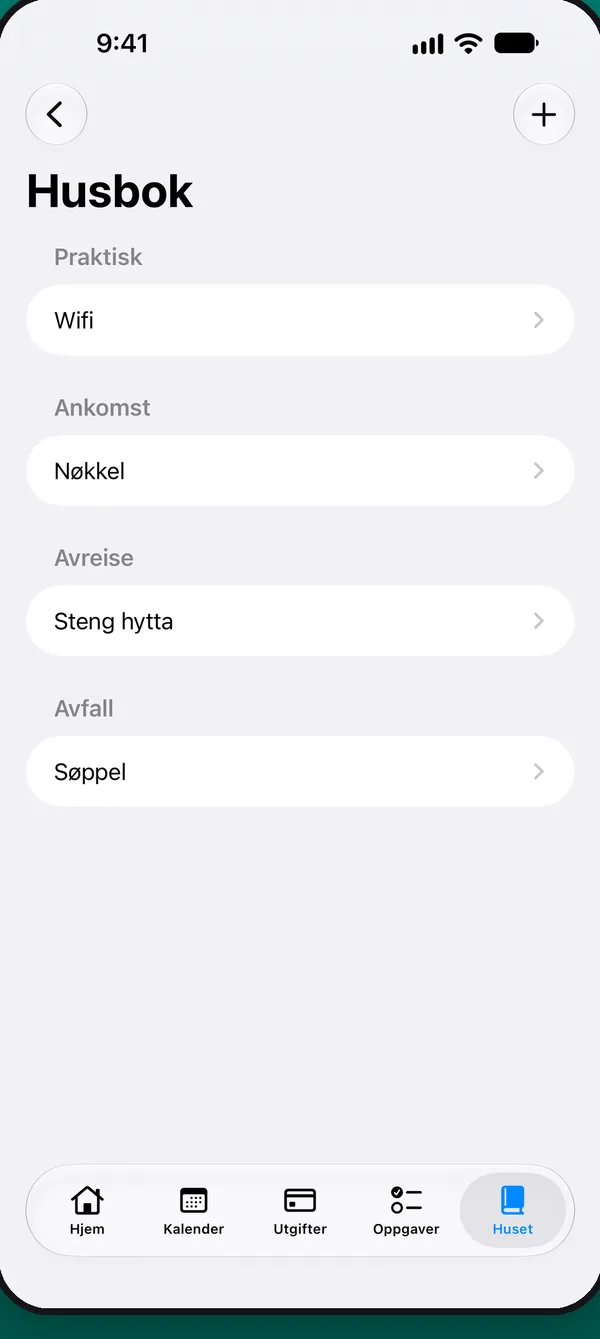 9:41
Husbok
Praktisk
Wifi
Ankomst
Nøkkel
Avreise
Steng hytta
Avfall
Søppel
Hjem Kalender Utgifter Oppgaver Huset